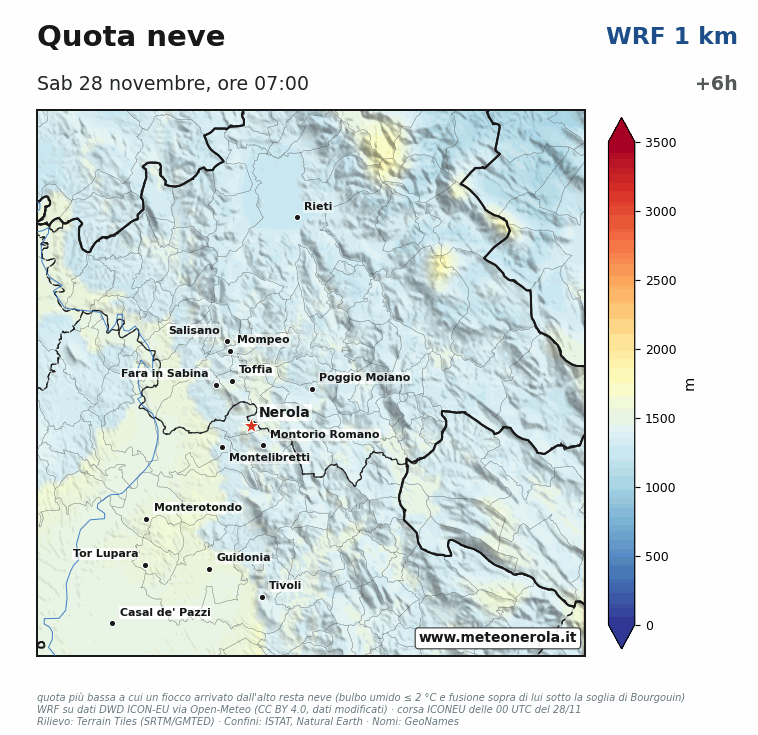 Quota neve
WRF 1 km
Sab 28 novembre, ore 07:00
+6h
3500
3000
2500
2000
1500
1000
500
0
m
Rieti
Salisano
Mompeo
Toffia
Fara in Sabina
Poggio Moiano
Nerola
Montorio Romano
Montelibretti
Monterotondo
Tor Lupara
Guidonia
Tivoli
Casal de' Pazzi
www.meteonerola.it
quota più bassa a cui un fiocco arrivato dall'alto resta neve (bulbo umido ≤ 2 °C e fusione sopra di lui sotto la soglia di Bourgouin)
WRF su dati DWD ICON-EU via Open-Meteo (CC BY 4.0, dati modificati) · corsa ICONEU delle 00 UTC del 28/11
Rilievo: Terrain Tiles (SRTM/GMTED) · Confini: ISTAT, Natural Earth · Nomi: GeoNames